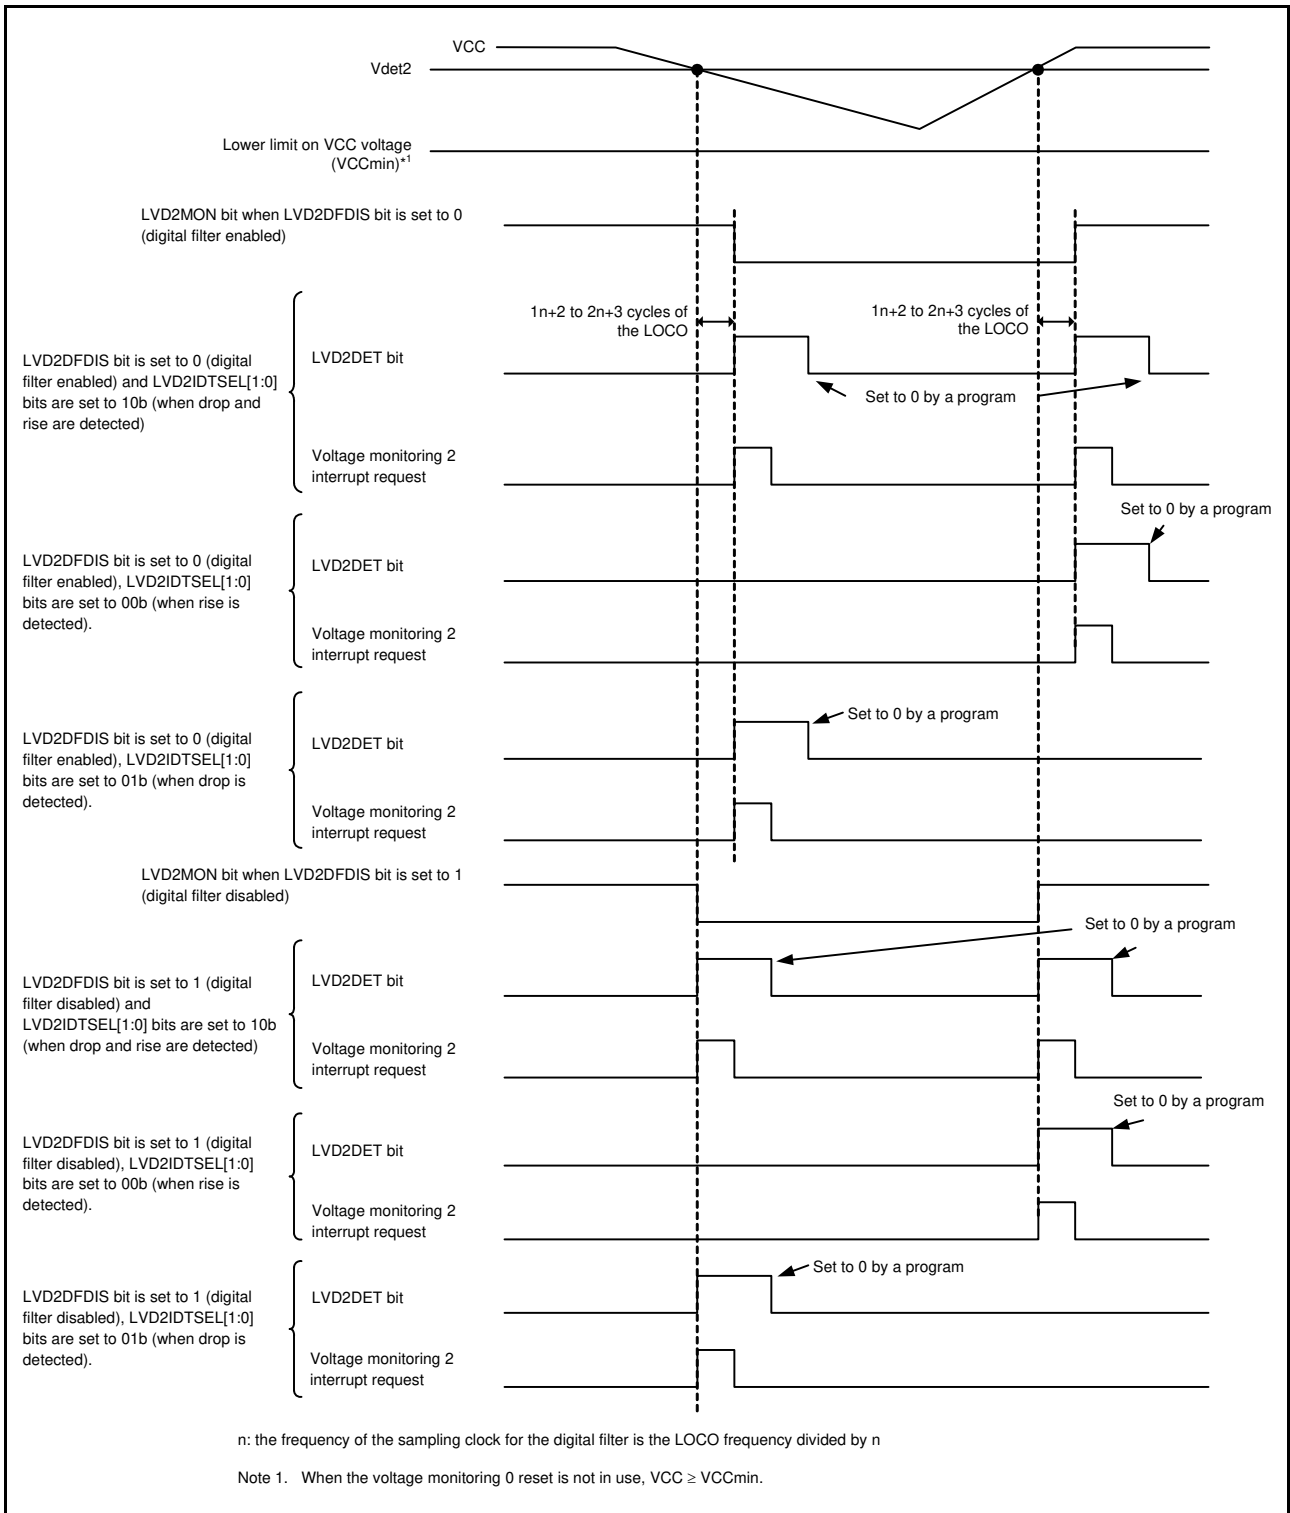 VCC
Vdet2
Lower limit on VCC voltage
(VCCmin)*1
LVD2MON bit when LVD2DFDIS bit is set to 0
(digital filter enabled)
1n+2 to 2n+3 cycles of
the LOCO
1n+2 to 2n+3 cycles of
the LOCO
LVD2DFDIS bit is set to 0 (digital
filter enabled) and LVD2IDTSEL[1:0]
bits are set to 10b (when drop and
rise are detected)
LVD2DET bit
Set to 0 by a program
Voltage monitoring 2
interrupt request
Set to 0 by a program
LVD2DFDIS bit is set to 0 (digital
filter enabled), LVD2IDTSEL[1:0]
bits are set to 00b (when rise is
detected).
LVD2DET bit
Voltage monitoring 2
interrupt request
LVD2DFDIS bit is set to 0 (digital
filter enabled), LVD2IDTSEL[1:0]
bits are set to 01b (when drop is
detected).
Set to 0 by a program
LVD2DET bit
Voltage monitoring 2
interrupt request
LVD2MON bit when LVD2DFDIS bit is set to 1
(digital filter disabled)
Set to 0 by a program
LVD2DFDIS bit is set to 1 (digital
filter disabled) and
LVD2IDTSEL[1:0] bits are set to 10b
(when drop and rise are detected)
LVD2DET bit
Voltage monitoring 2
interrupt request
Set to 0 by a program
LVD2DFDIS bit is set to 1 (digital
filter disabled), LVD2IDTSEL[1:0]
bits are set to 00b (when rise is
detected).
LVD2DET bit
Voltage monitoring 2
interrupt request
Set to 0 by a program
LVD2DFDIS bit is set to 1 (digital
filter disabled), LVD2IDTSEL[1:0]
bits are set to 01b (when drop is
detected).
LVD2DET bit
Voltage monitoring 2
interrupt request
n: the frequency of the sampling clock for the digital filter is the LOCO frequency divided by n
Note 1. When the voltage monitoring 0 reset is not in use, VCC ≥ VCCmin.